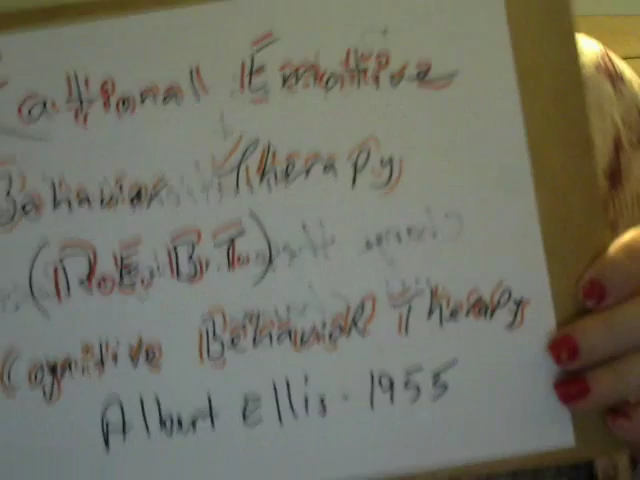 ational Emotive
Behavior Therapy
(R.E.B.T.)
Cognitive Behavior Therapy
Albert Ellis. 1955